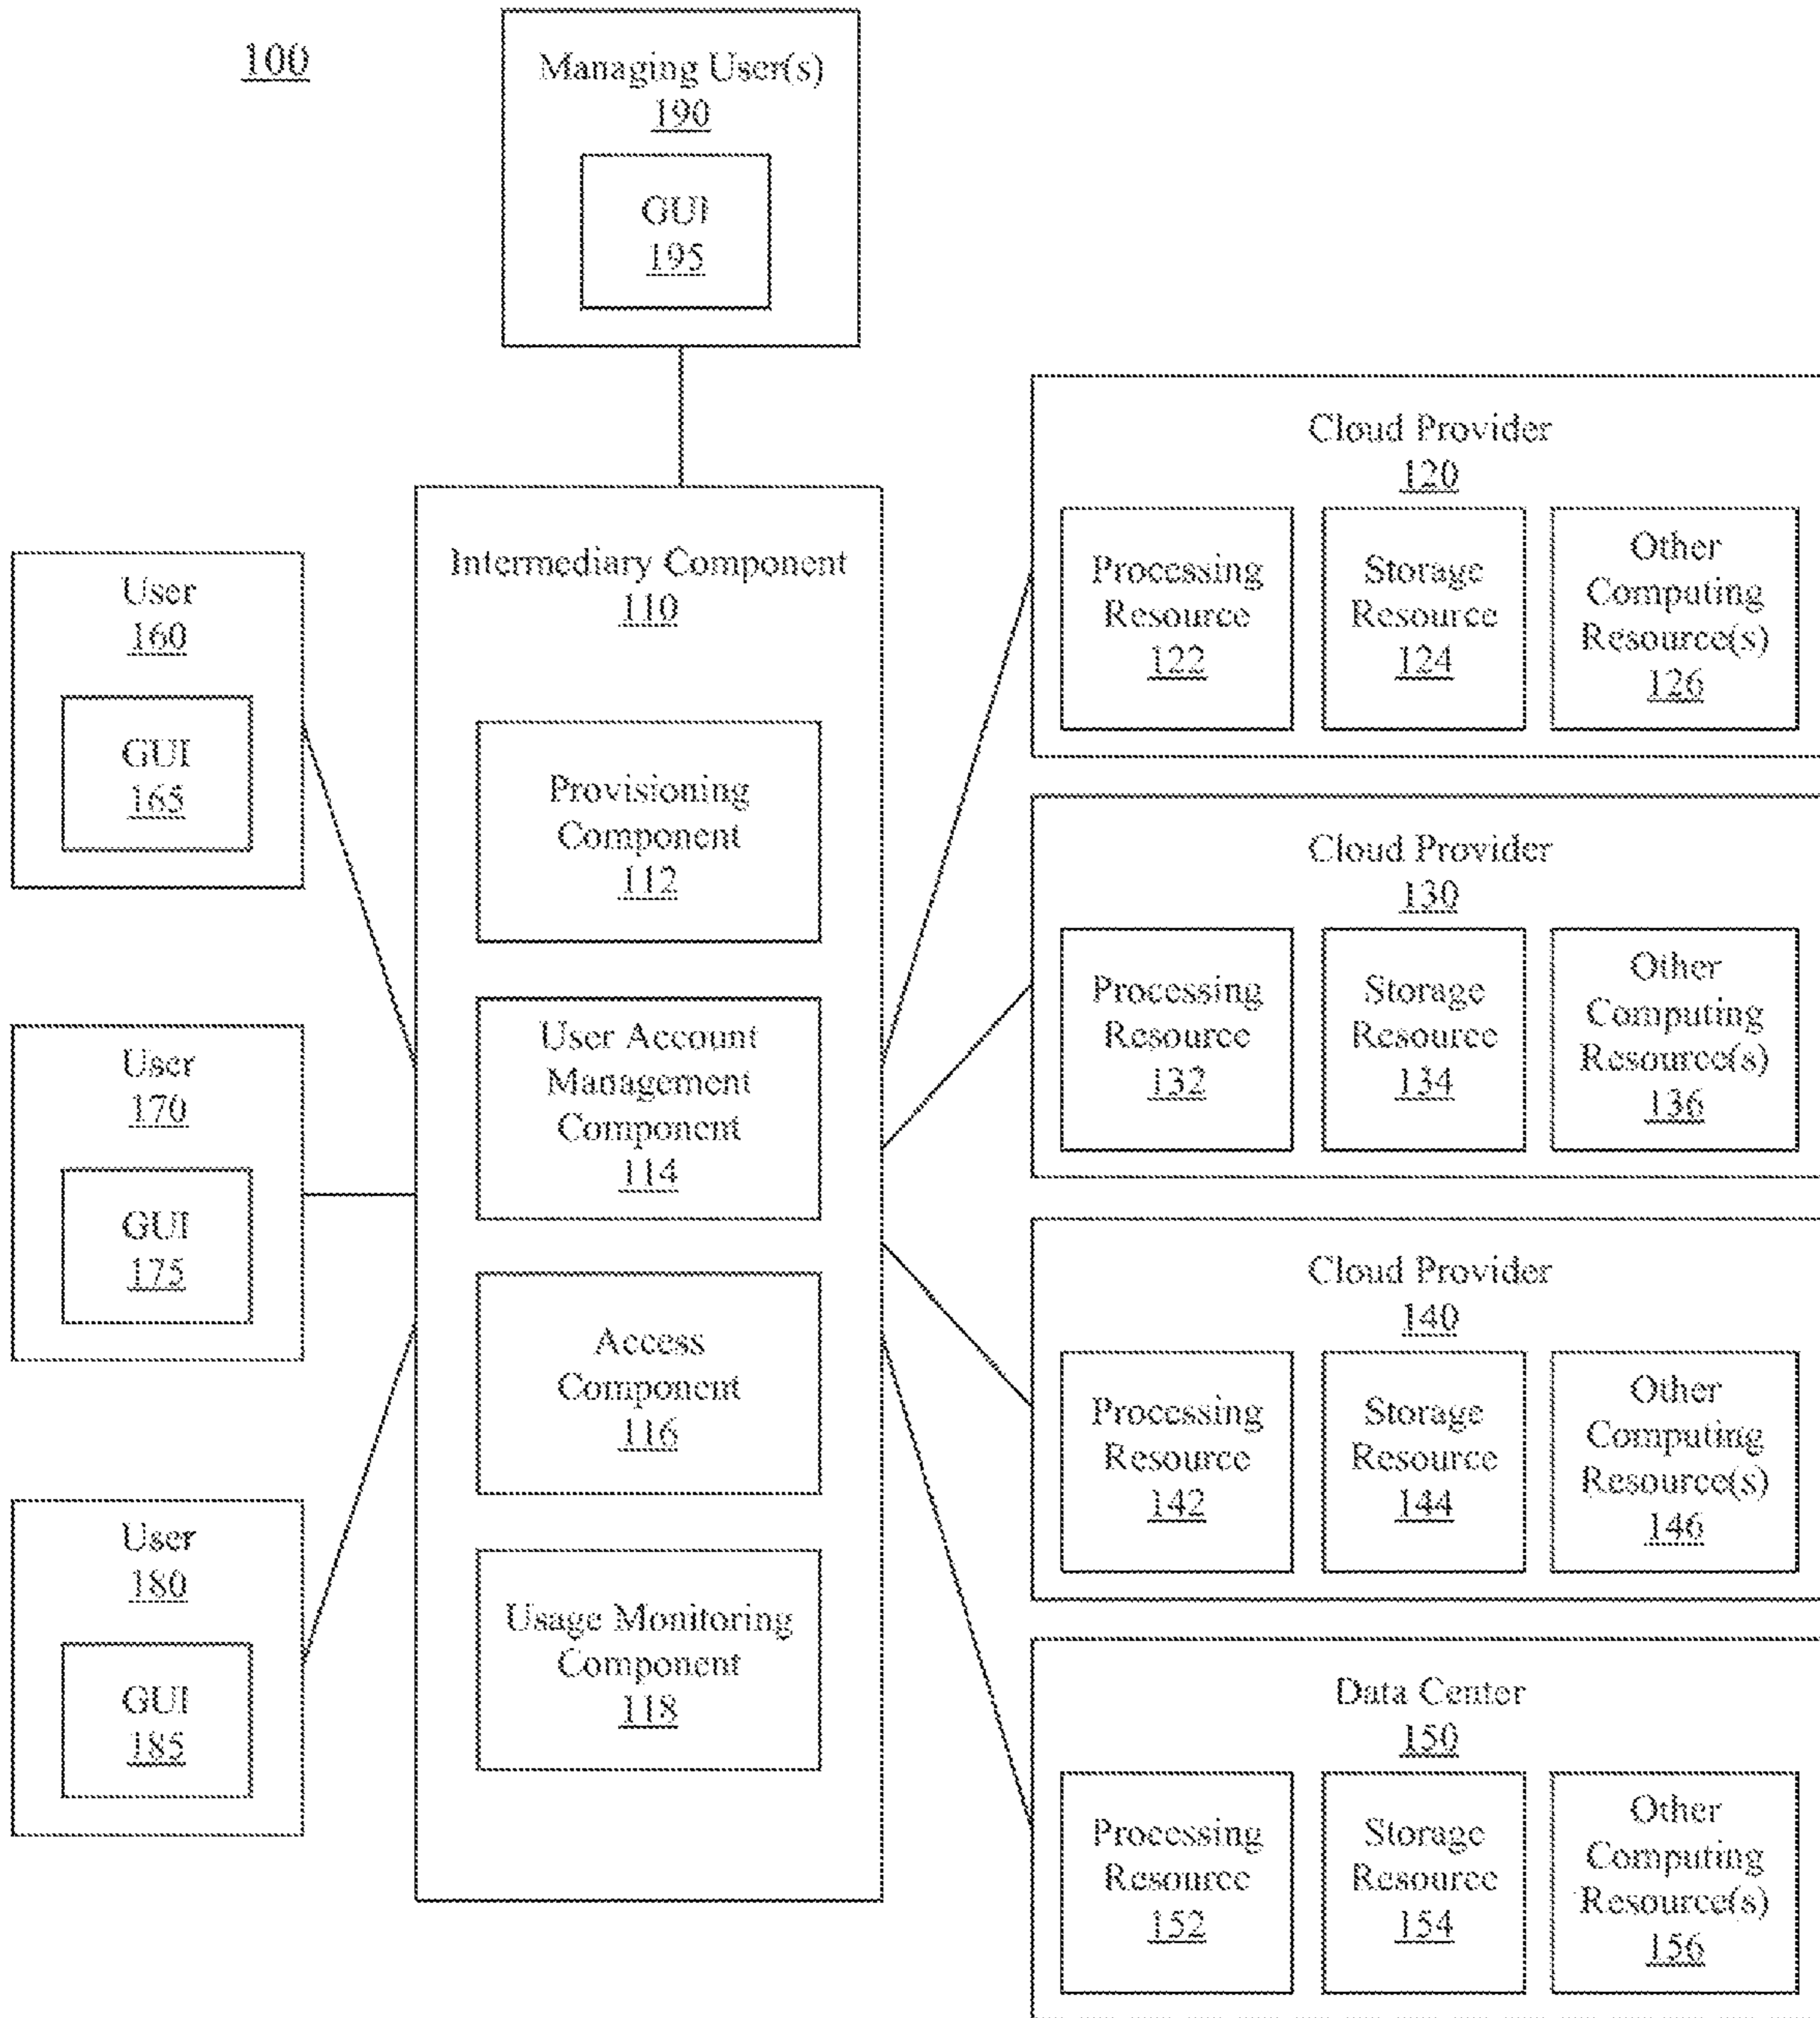 100
Managing User(s)
190
GUI
195
User
160
GUI
165
User
170
GUI
175
User
180
GUI
185
Intermediary Component
110
Provisioning
Component
112
User Account
Management
Component
114
Access
Component
116
Usage Monitoring
Component
118
Cloud Provider
120
Processing
Resource
122
Storage
Resource
124
Other
Computing
Resource(s)
126
Cloud Provider
130
Processing
Resource
132
Storage
Resource
134
Other
Computing
Resource(s)
136
Cloud Provider
140
Processing
Resource
142
Storage
Resource
144
Other
Computing
Resource(s)
146
Data Center
150
Processing
Resource
152
Storage
Resource
154
Other
Computing
Resource(s)
156